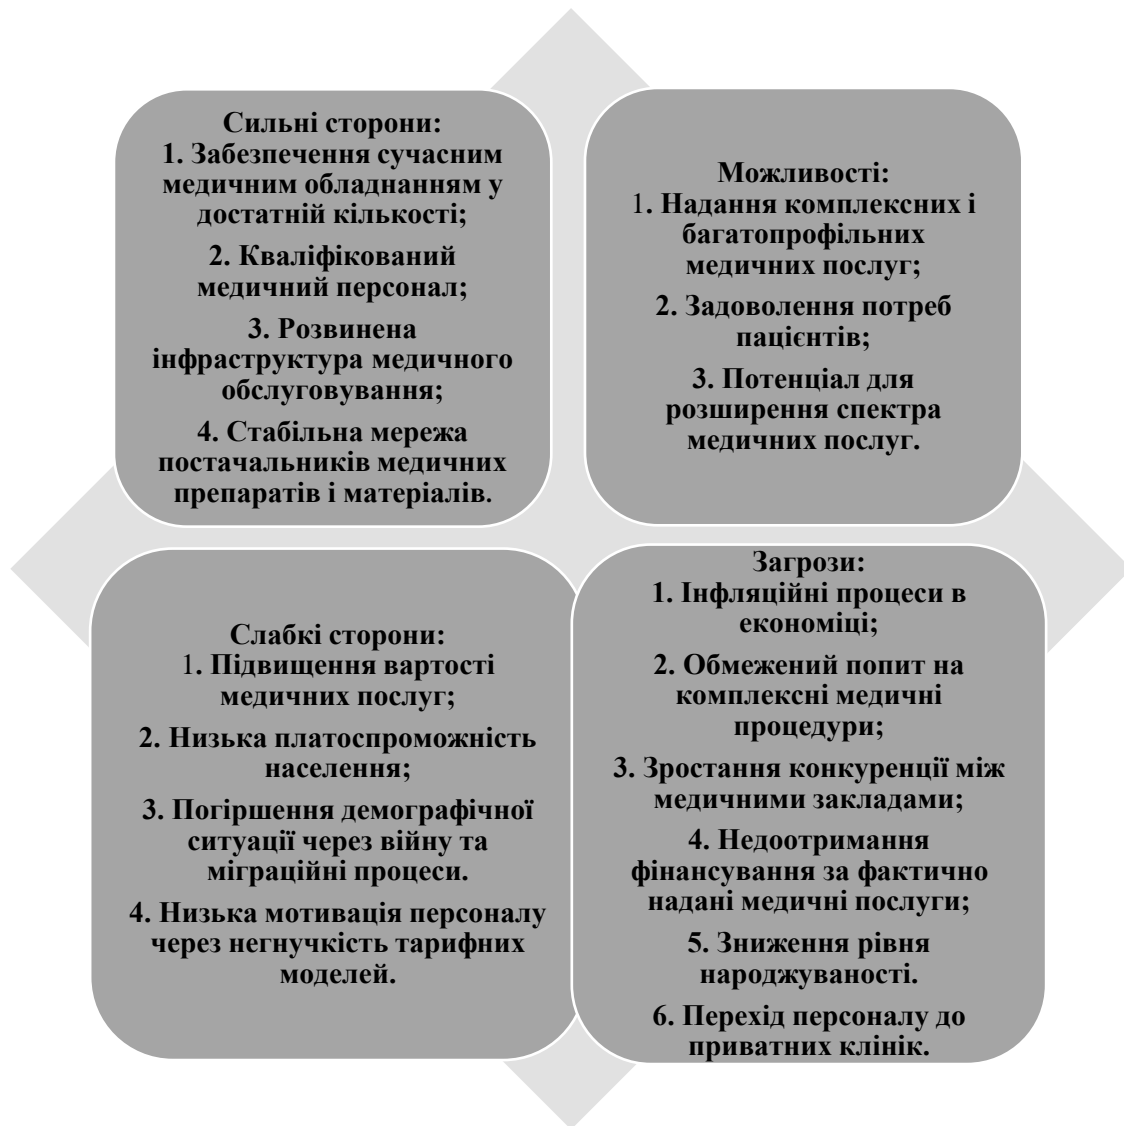 Сильні сторони:
1. Забезпечення сучасним
медичним обладнанням у
достатній кількості;
2. Кваліфікований
медичний персонал;
3. Розвинена
інфраструктура медичного
обслуговування;
4. Стабільна мережа
постачальників медичних
препаратів і матеріалів.
Можливості:
1. Надання комплексних і
багатопрофільних
медичних послуг;
2. Задоволення потреб
пацієнтів;
3. Потенціал для
розширення спектра
медичних послуг.
Слабкі сторони:
1. Підвищення вартості
медичних послуг;
2. Низька платоспроможність
населення;
3. Погіршення демографічної
ситуації через війну та
міграційні процеси.
4. Низька мотивація персоналу
через негнучкість тарифних
моделей.
Загрози:
1. Інфляційні процеси в
економіці;
2. Обмежений попит на
комплексні медичні
процедури;
3. Зростання конкуренції між
медичними закладами;
4. Недоотримання
фінансування за фактично
надані медичні послуги;
5. Зниження рівня
народжуваності.
6. Перехід персоналу до
приватних клінік.